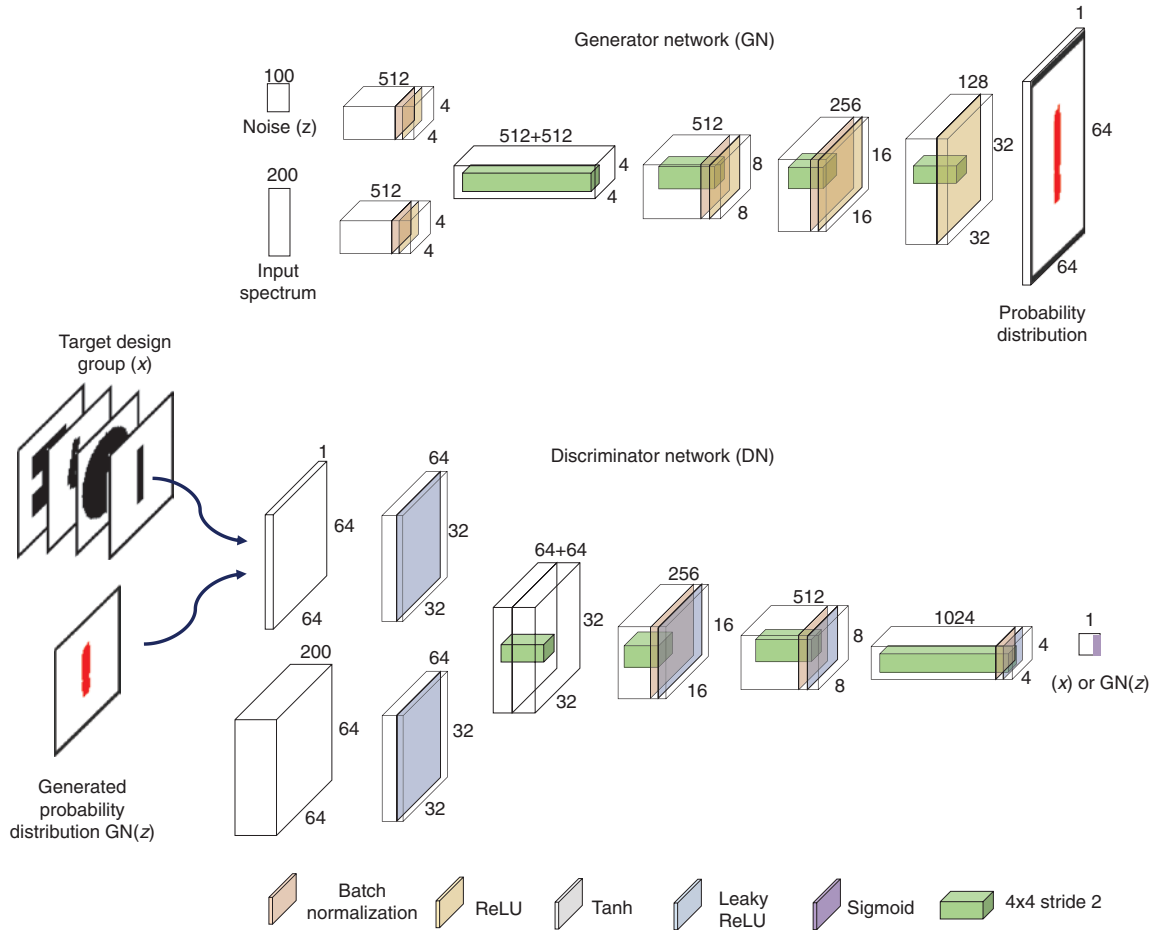 Generator network (GN)
100
Noise (z)
512
4
4
200
Input
spectrum
512
4
4
512+512
4
4
512
8
8
256
16
16
128
32
32
1
64
64
Probability
distribution
Target design
group (x)
Generated
probability
distribution GN(z)
Discriminator network (DN)
1
64
64
64
32
32
200
64
64
64
32
32
64+64
32
32
256
16
16
512
8
8
1024
4
4
1
(x) or GN(z)
Batch
normalization
ReLU
Tanh
Leaky
ReLU
Sigmoid
4x4 stride 2